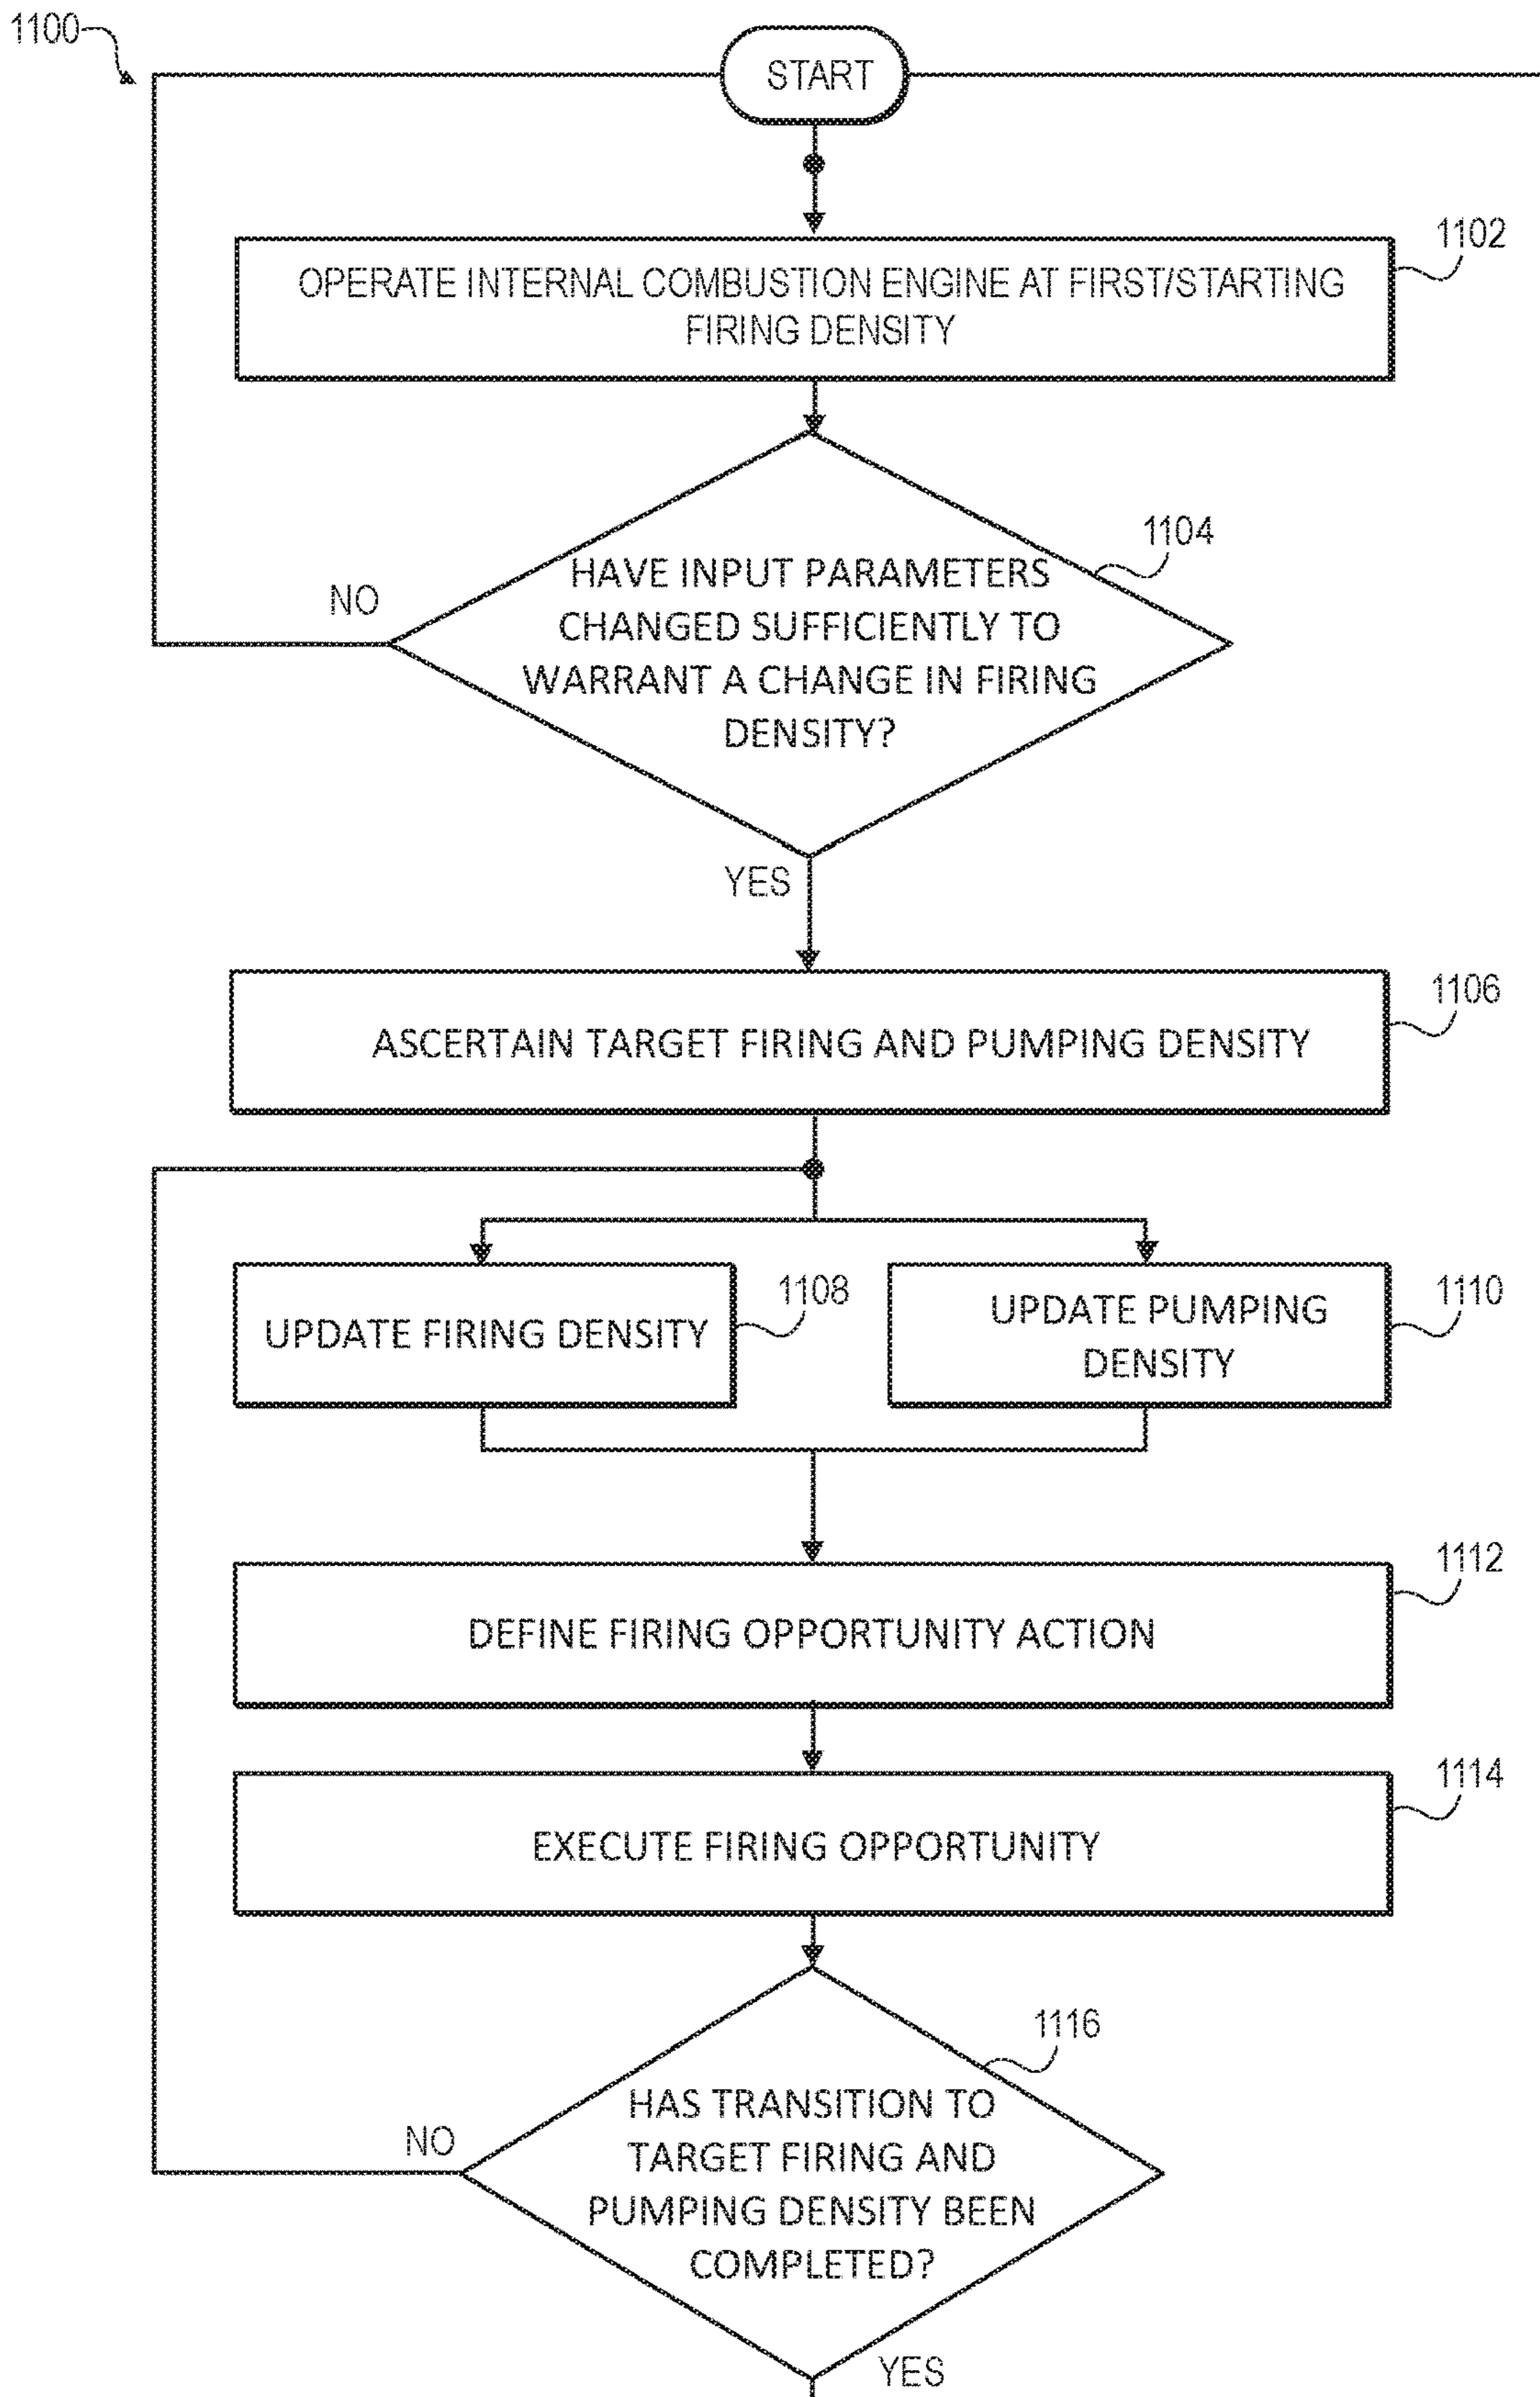 1100
START
1102
OPERATE INTERNAL COMBUSTION ENGINE AT FIRST/STARTING
FIRING DENSITY
1104
HAVE INPUT PARAMETERS
CHANGED SUFFICIENTLY TO
WARRANT A CHANGE IN FIRING
DENSITY?
NO
YES
1106
ASCERTAIN TARGET FIRING AND PUMPING DENSITY
UPDATE FIRING DENSITY
1108
UPDATE PUMPING
DENSITY
1110
1112
DEFINE FIRING OPPORTUNITY ACTION
1114
EXECUTE FIRING OPPORTUNITY
1116
HAS TRANSITION TO
TARGET FIRING AND
PUMPING DENSITY BEEN
COMPLETED?
NO
YES